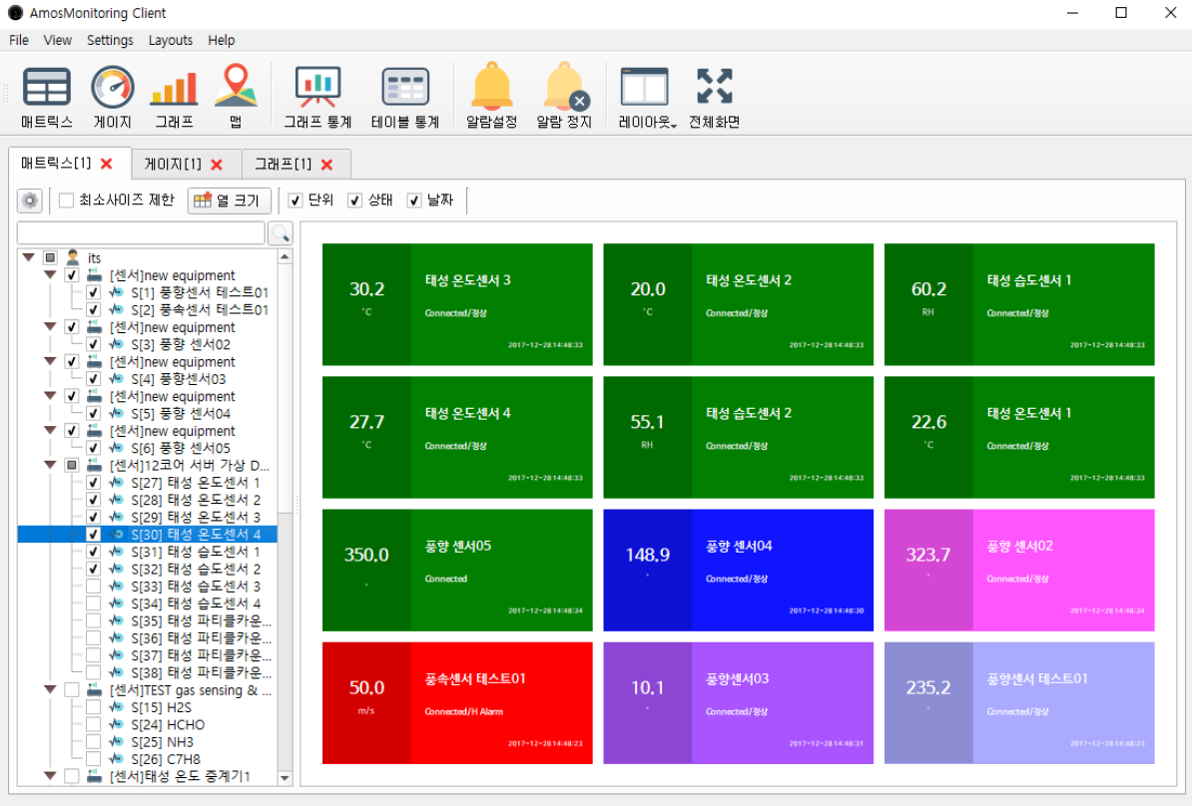 AmosMonitoring Client
File View Settings Layouts Help
매트릭스 게이지 그래프 맵 그래프 통계 테이블 통계 알람설정 알람 정지 레이아웃 전체화면
매트릭스[1] 게이지[1] 그래프[1]
최소사이즈 제한 열 크기 단위 상태 날짜
its
[센서]new equipment
S[1] 풍향센서 테스트01
S[2] 풍속센서 테스트01
[센서]new equipment
S[3] 풍향 센서02
[센서]new equipment
S[4] 풍향센서03
[센서]new equipment
S[5] 풍향 센서04
[센서]new equipment
S[6] 풍향 센서05
[센서]12코어 서버 가상 D...
S[27] 태성 온도센서 1
S[28] 태성 온도센서 2
S[29] 태성 온도센서 3
S[30] 태성 온도센서 4
S[31] 태성 습도센서 1
S[32] 태성 습도센서 2
S[33] 태성 습도센서 3
S[34] 태성 습도센서 4
S[35] 태성 파티클카운...
S[36] 태성 파티클카운...
S[37] 태성 파티클카운...
S[38] 태성 파티클카운...
[센서]TEST gas sensing & ...
S[15] H2S
S[24] HCHO
S[25] NH3
S[26] C7H8
[센서]태성 온도 중계기1
30.2
°C
태성 온도센서 3
Connected/정상
2017-12-28 14:48:33
20.0
°C
태성 온도센서 2
Connected/정상
2017-12-28 14:48:33
60.2
RH
태성 습도센서 1
Connected/정상
2017-12-28 14:48:33
27.7
°C
태성 온도센서 4
Connected/정상
2017-12-28 14:48:33
55.1
RH
태성 습도센서 2
Connected/정상
2017-12-28 14:48:33
22.6
°C
태성 온도센서 1
Connected/정상
2017-12-28 14:48:33
350.0
°
풍향 센서05
Connected
2017-12-28 14:48:34
148.9
°
풍향 센서04
Connected/정상
2017-12-28 14:48:30
323.7
°
풍향 센서02
Connected/정상
2017-12-28 14:48:34
50.0
m/s
풍속센서 테스트01
Connected/H Alarm
2017-12-28 14:48:23
10.1
°
풍향센서03
Connected/정상
2017-12-28 14:48:31
235.2
°
풍향센서 테스트01
Connected/정상
2017-12-28 14:48:23